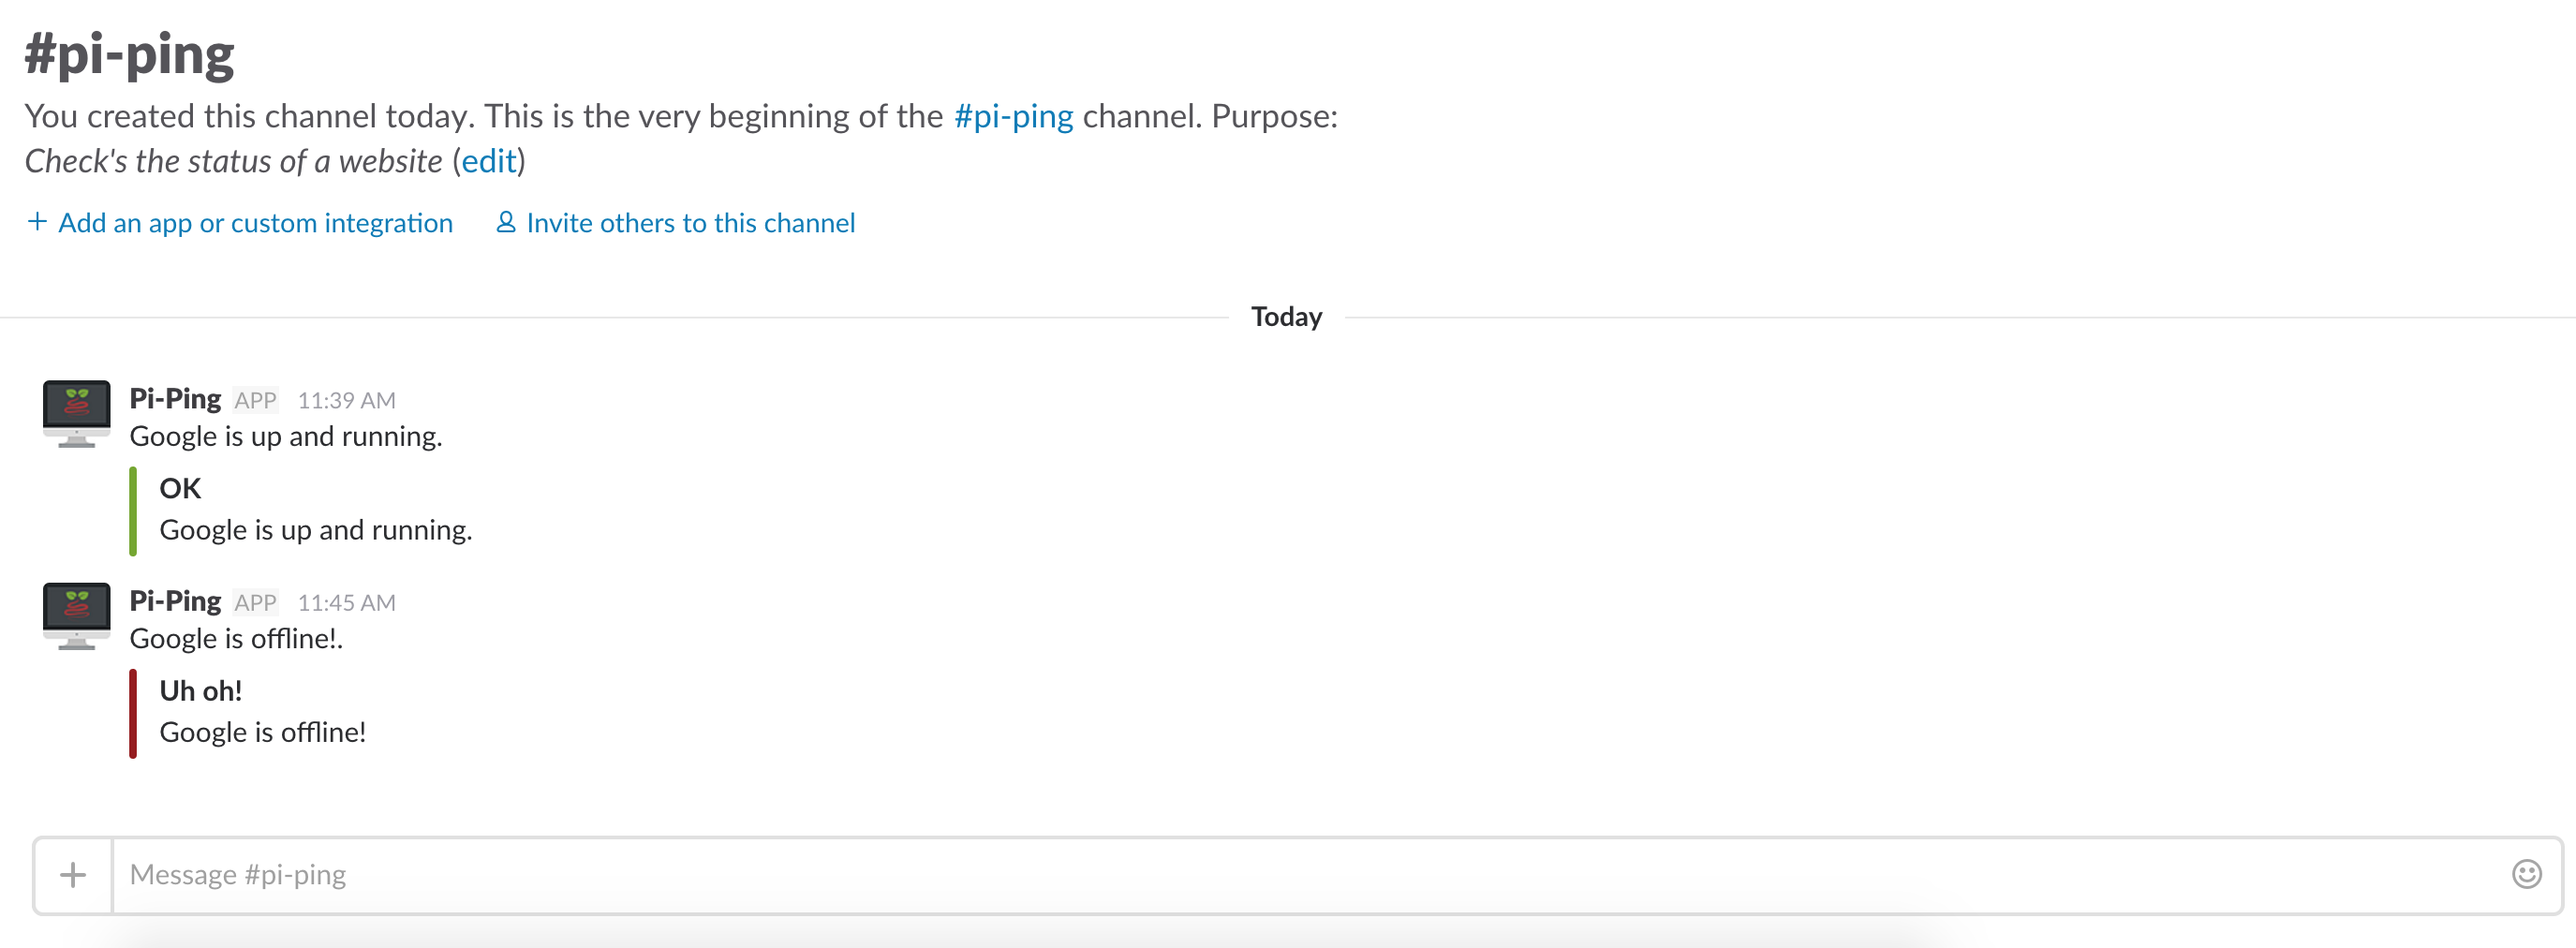 #pi-ping
You created this channel today. This is the very beginning of the #pi-ping channel. Purpose:
Check's the status of a website (edit)
+ Add an app or custom integration Invite others to this channel
Today
Pi-Ping APP 11:39 AM
Google is up and running.
OK
Google is up and running.
Pi-Ping APP 11:45 AM
Google is offline!.
Uh oh!
Google is offline!
+ Message #pi-ping